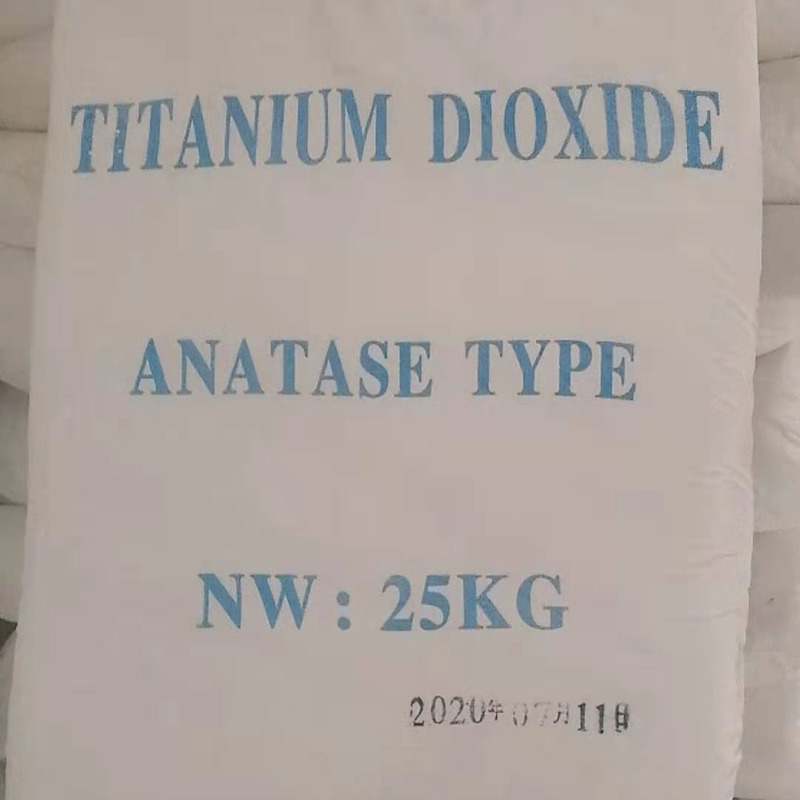 TITANIUM DIOXIDE
ANATASE TYPE
NW: 25KG
2020年07月11日